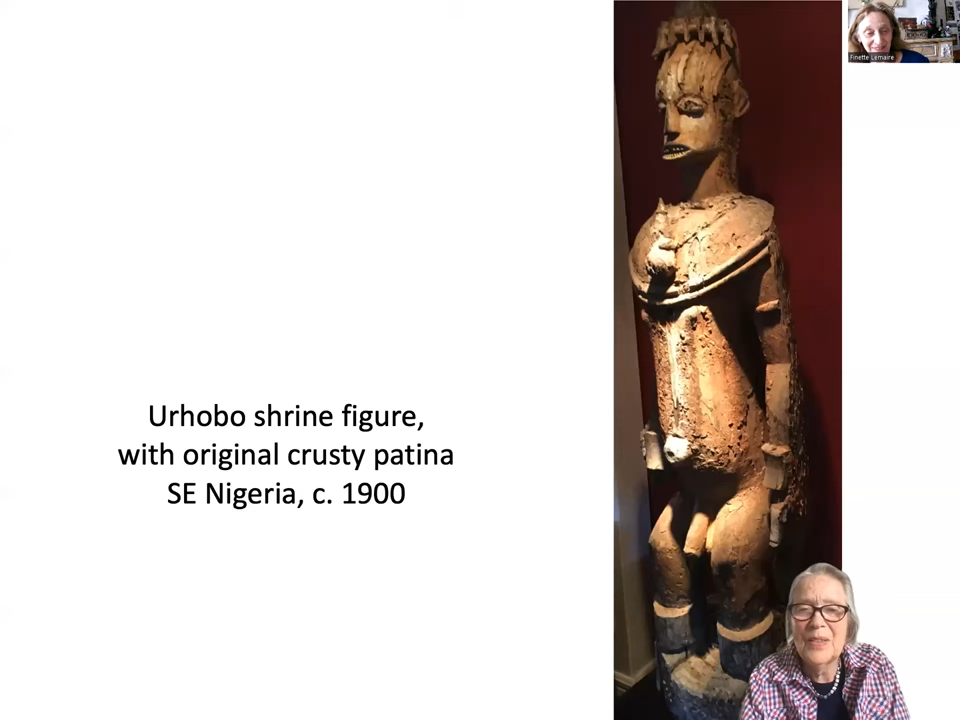 Finette Lemaire
Urhobo shrine figure,
with original crusty patina
SE Nigeria, c. 1900